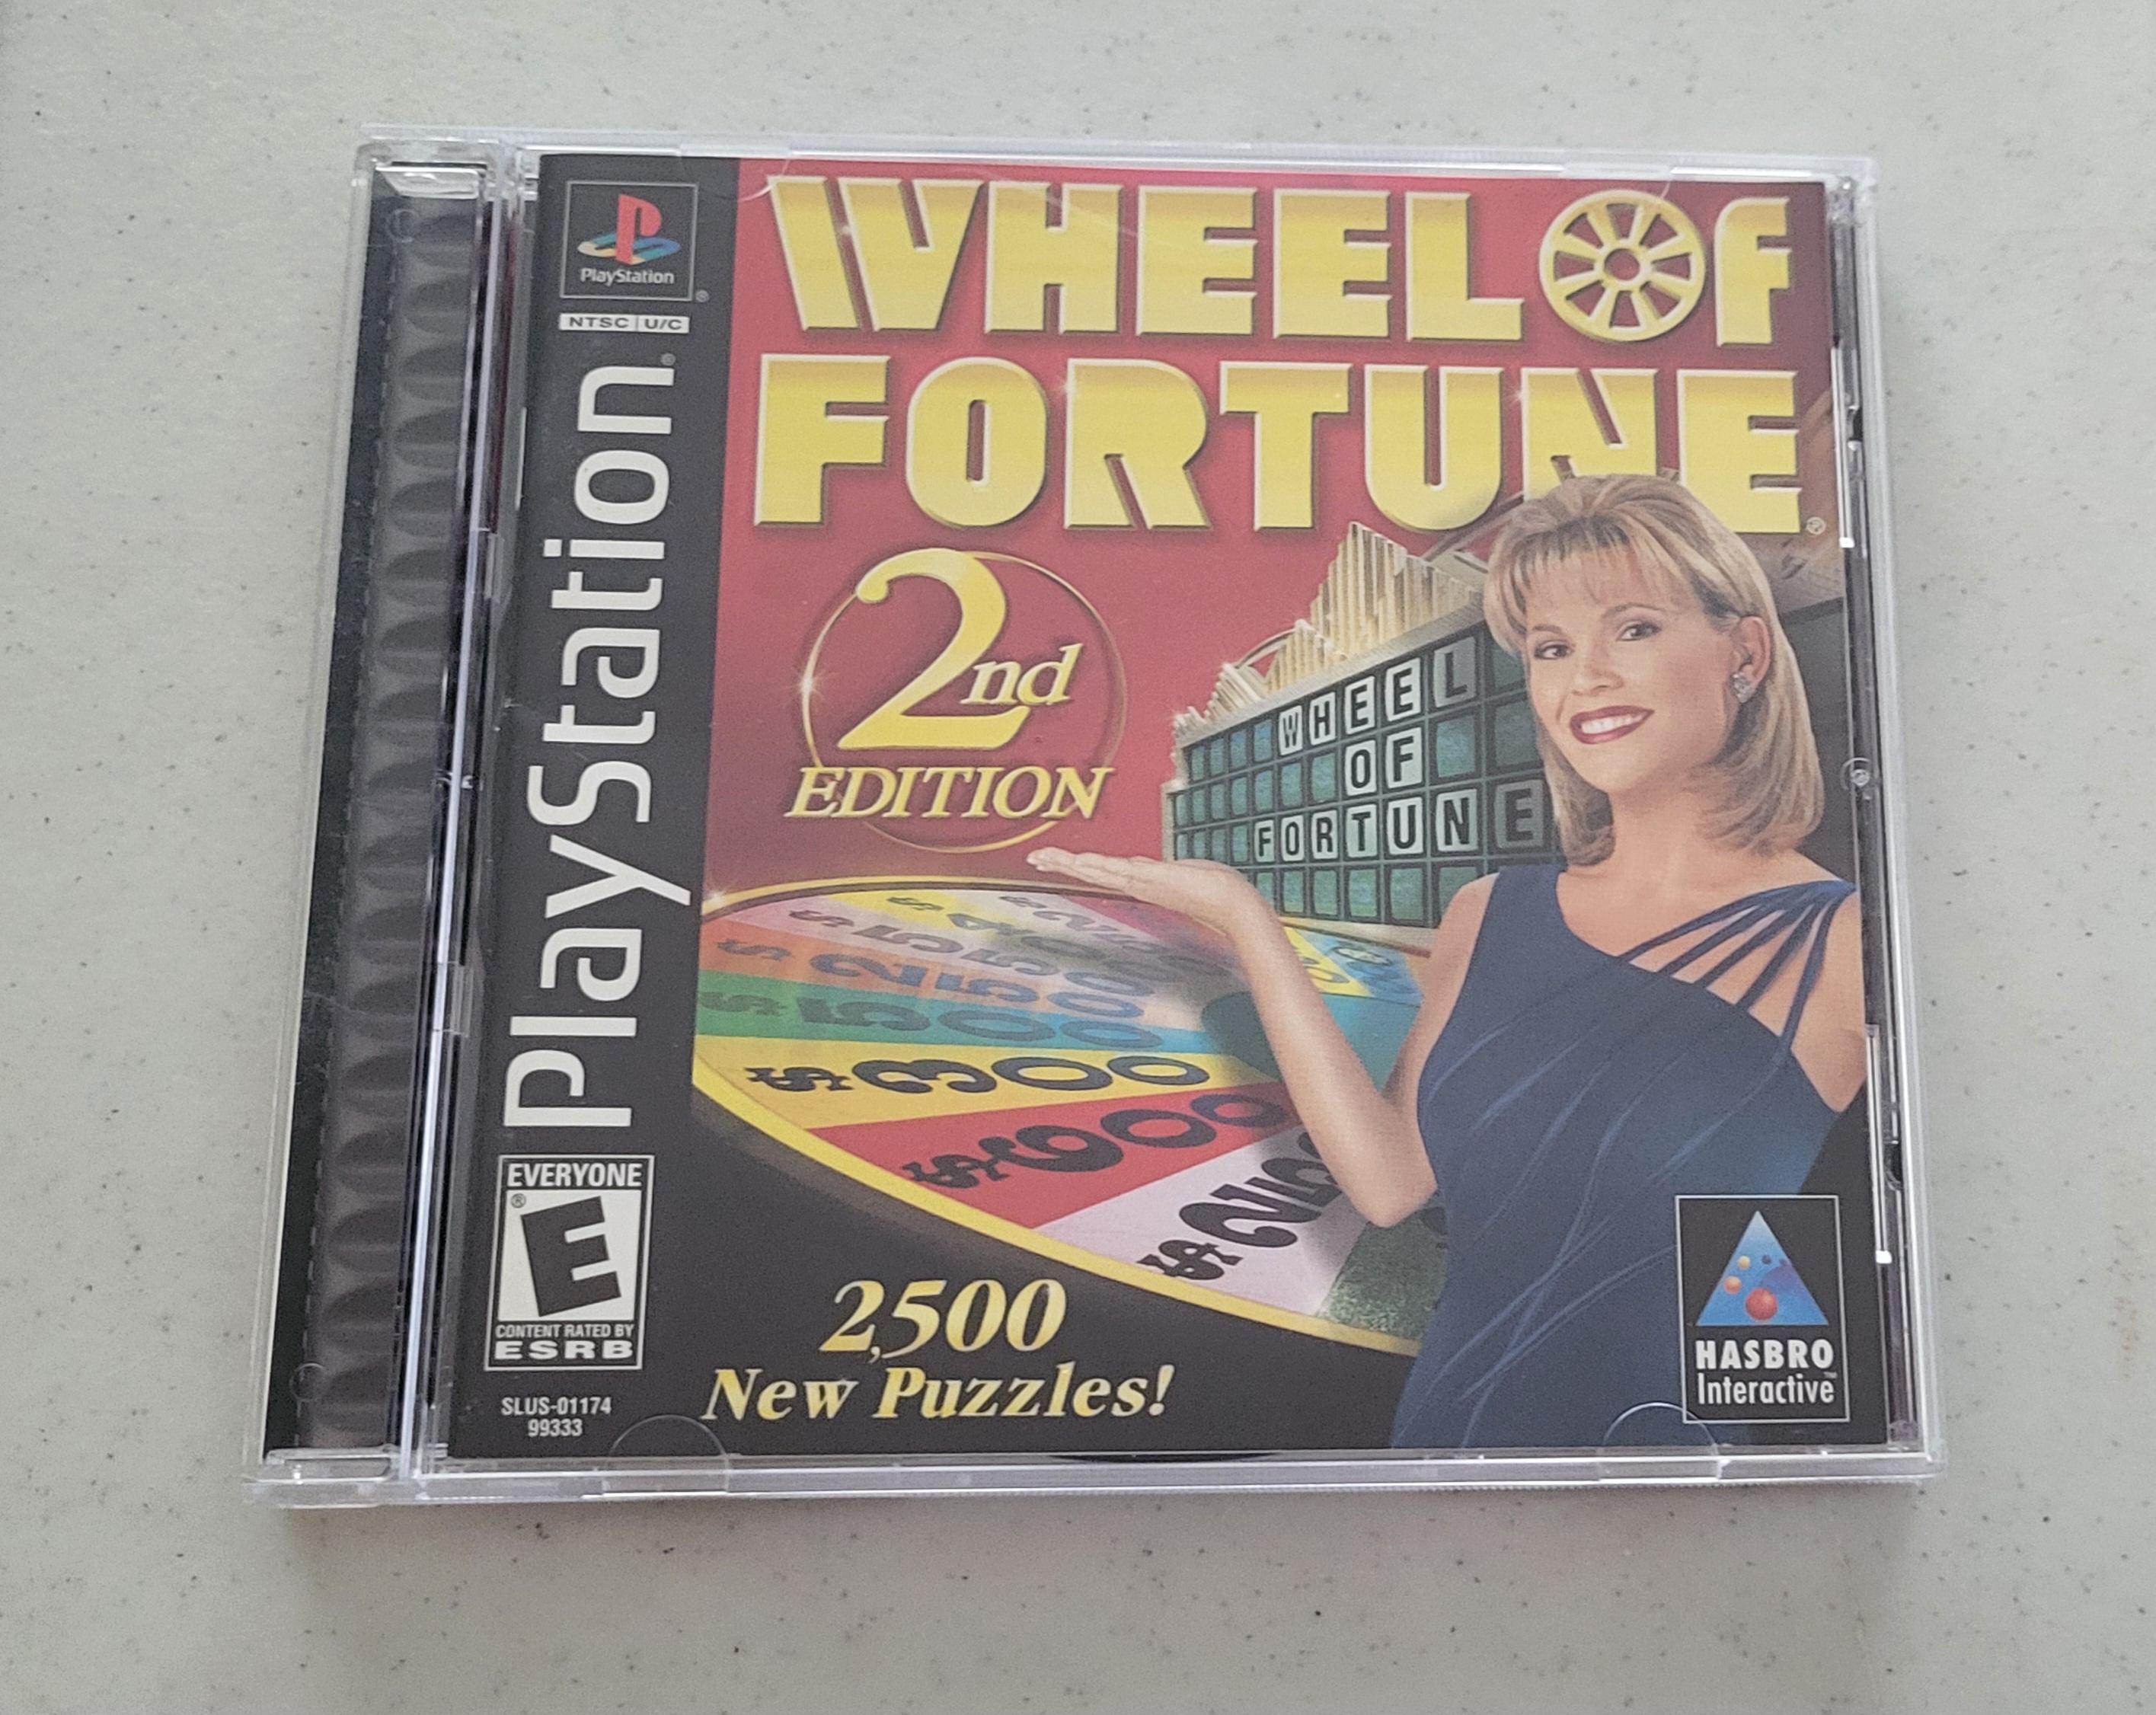 PlayStation
NTSC U/C
PlayStation
EVERYONE
E
CONTENT RATED BY
ESRB
SLUS-01174
99333
WHEEL OF
FORTUNE
2nd
EDITION
WHEEL
OF
FORTUNE
$300
$600
2,500
New Puzzles!
HASBRO
Interactive